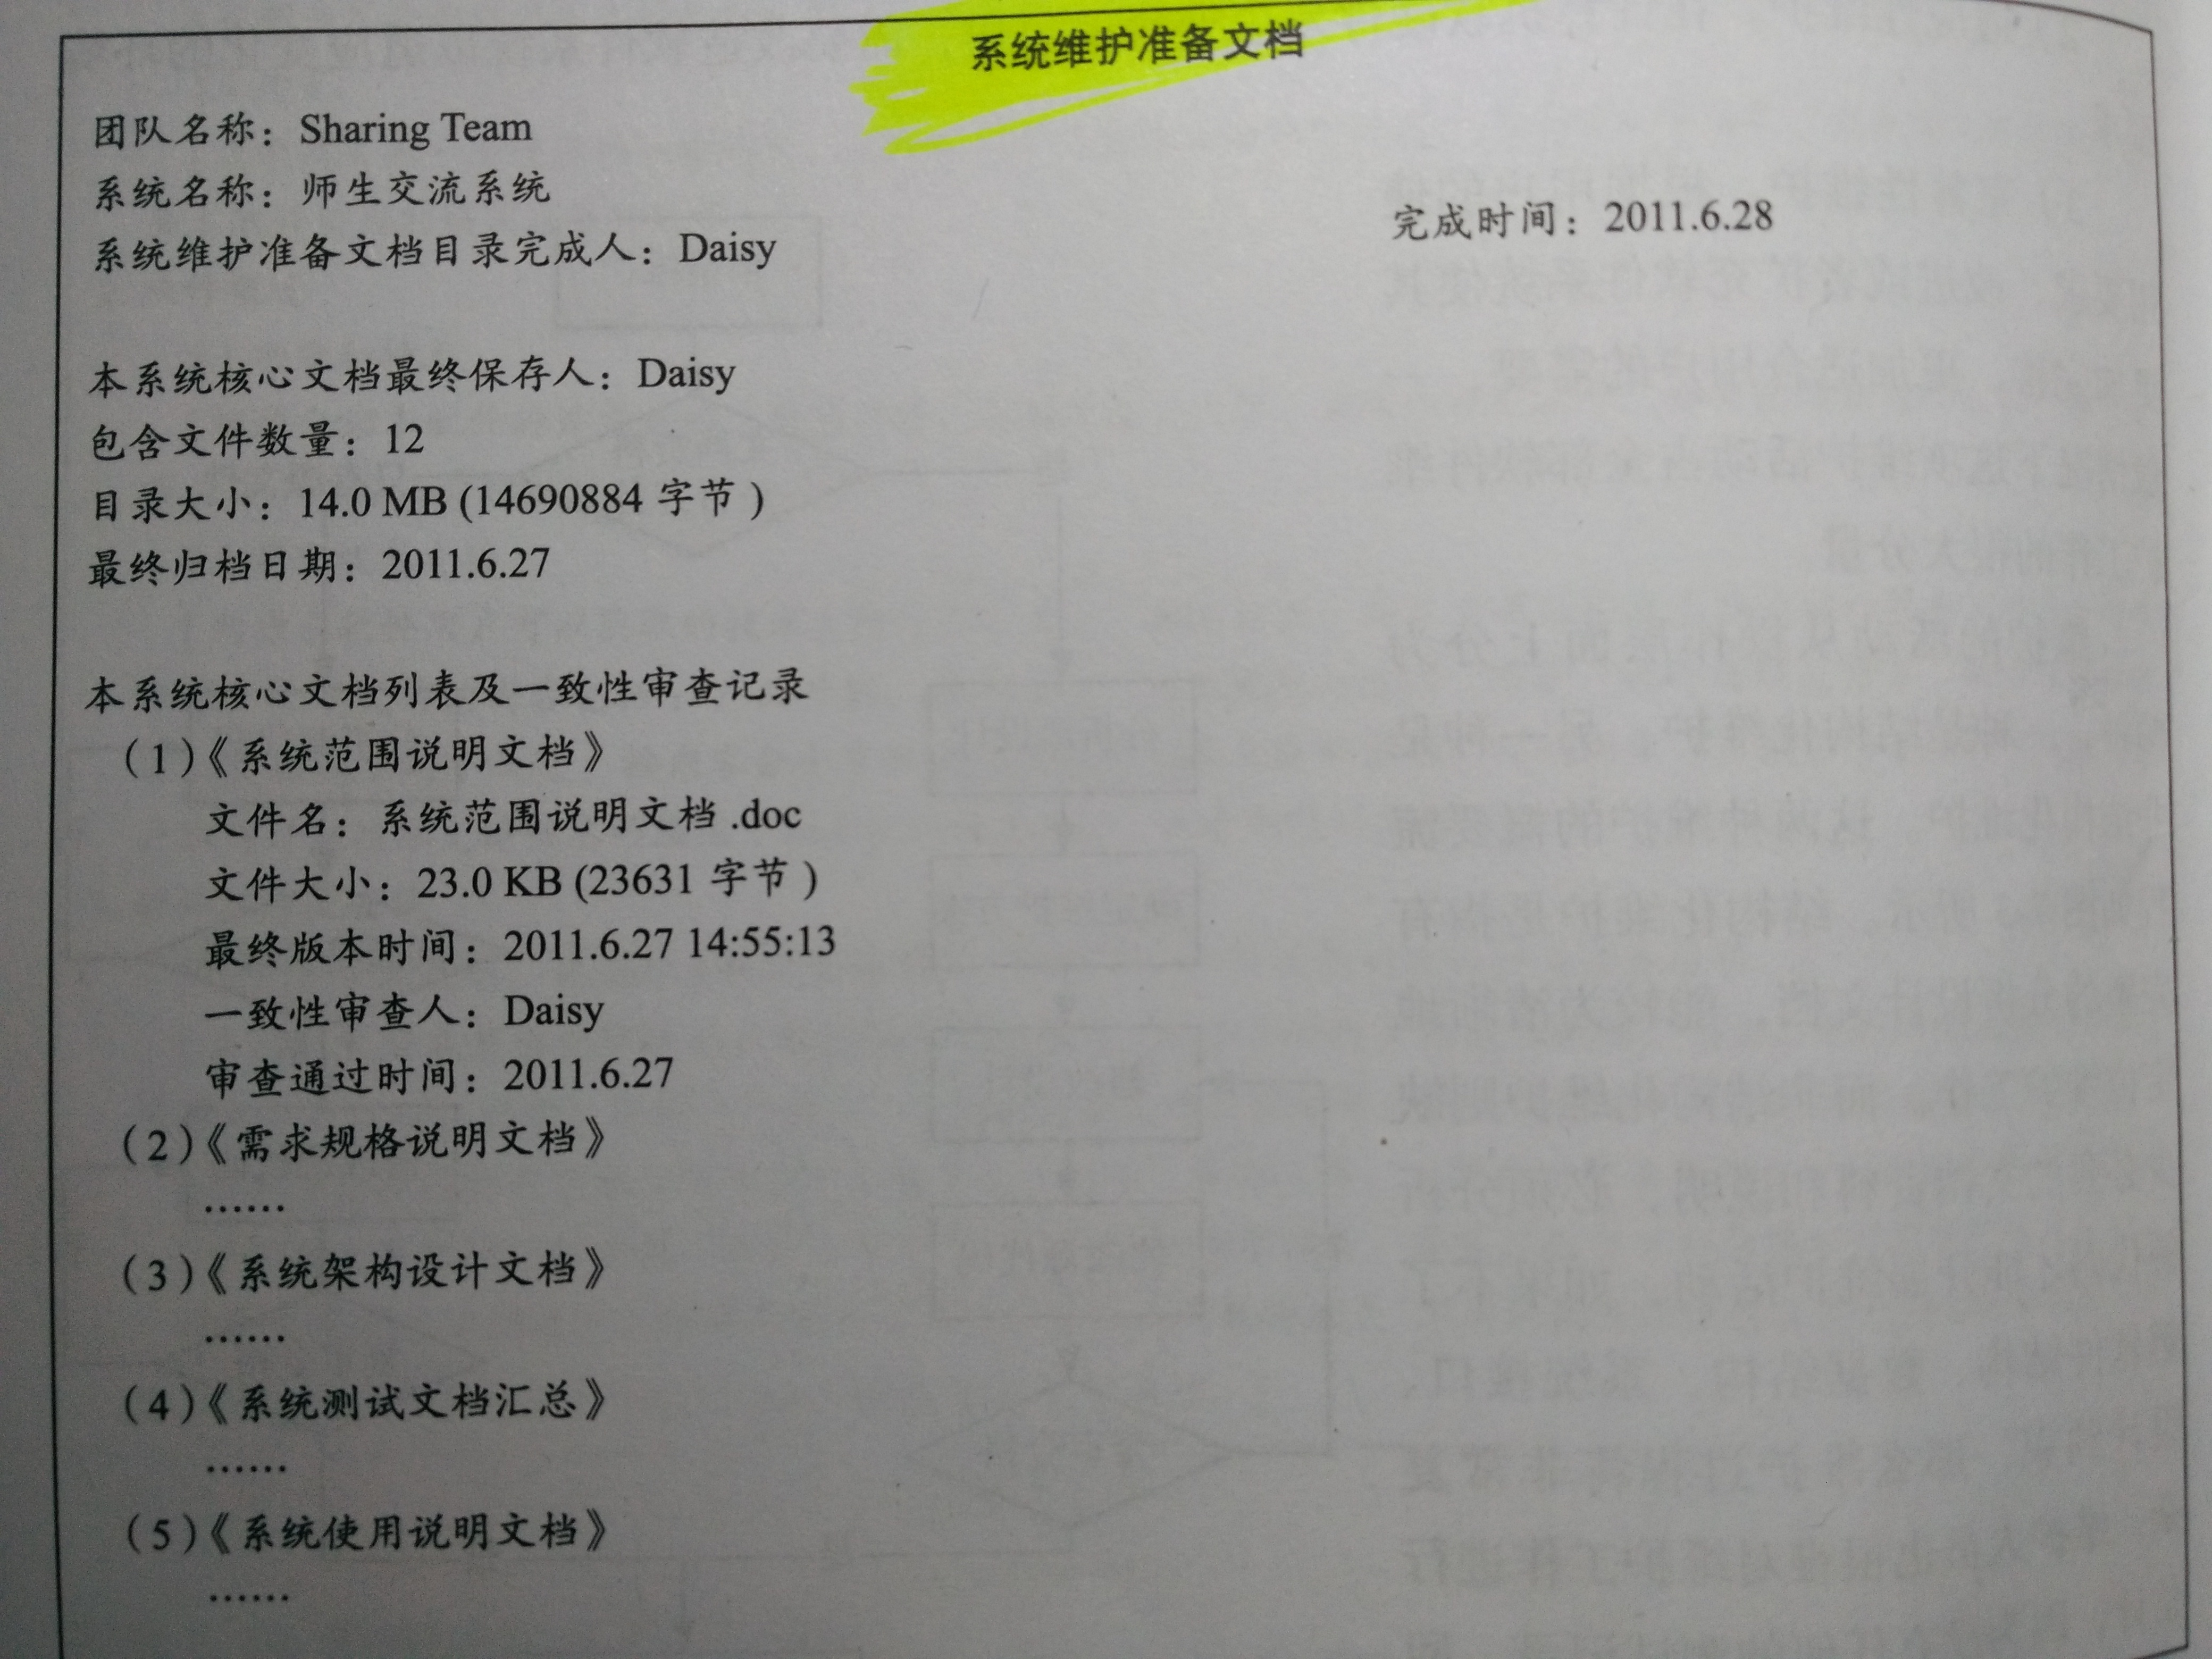 系统维护准备文档
团队名称：Sharing Team
系统名称：师生交流系统
系统维护准备文档目录完成人：Daisy
完成时间：2011.6.28
本系统核心文档最终保存人：Daisy
包含文件数量：12
目录大小：14.0 MB (14690884 字节 )
最终归档日期：2011.6.27
本系统核心文档列表及一致性审查记录
（1）《系统范围说明文档》
文件名：系统范围说明文档 .doc
文件大小：23.0 KB (23631 字节 )
最终版本时间：2011.6.27 14:55:13
一致性审查人：Daisy
审查通过时间：2011.6.27
（2）《需求规格说明文档》
……
（3）《系统架构设计文档》
……
（4）《系统测试文档汇总》
……
（5）《系统使用说明文档》
……